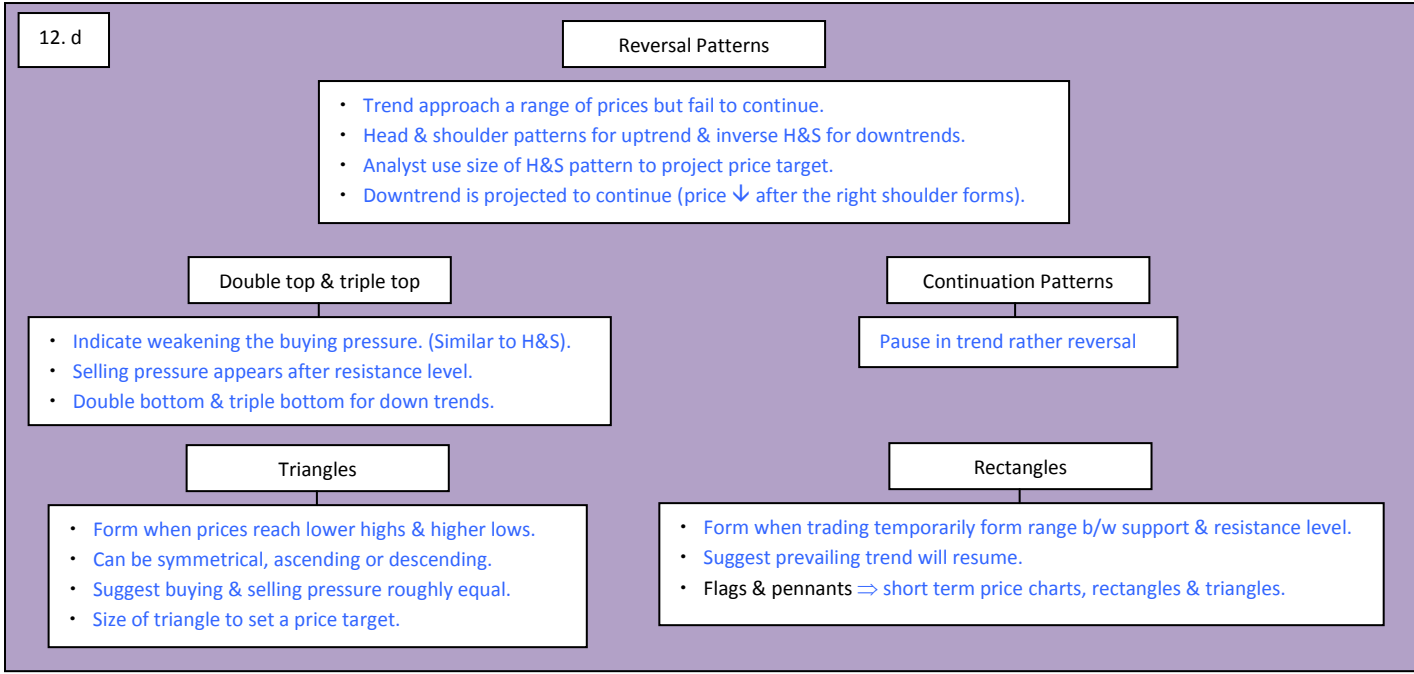 12. d
Reversal Patterns
• Trend approach a range of prices but fail to continue.
• Head & shoulder patterns for uptrend & inverse H&S for downtrends.
• Analyst use size of H&S pattern to project price target.
• Downtrend is projected to continue (price ↓ after the right shoulder forms).
Double top & triple top
• Indicate weakening the buying pressure. (Similar to H&S).
• Selling pressure appears after resistance level.
• Double bottom & triple bottom for down trends.
Continuation Patterns
Pause in trend rather reversal
Triangles
• Form when prices reach lower highs & higher lows.
• Can be symmetrical, ascending or descending.
• Suggest buying & selling pressure roughly equal.
• Size of triangle to set a price target.
Rectangles
• Form when trading temporarily form range b/w support & resistance level.
• Suggest prevailing trend will resume.
• Flags & pennants ⇒ short term price charts, rectangles & triangles.